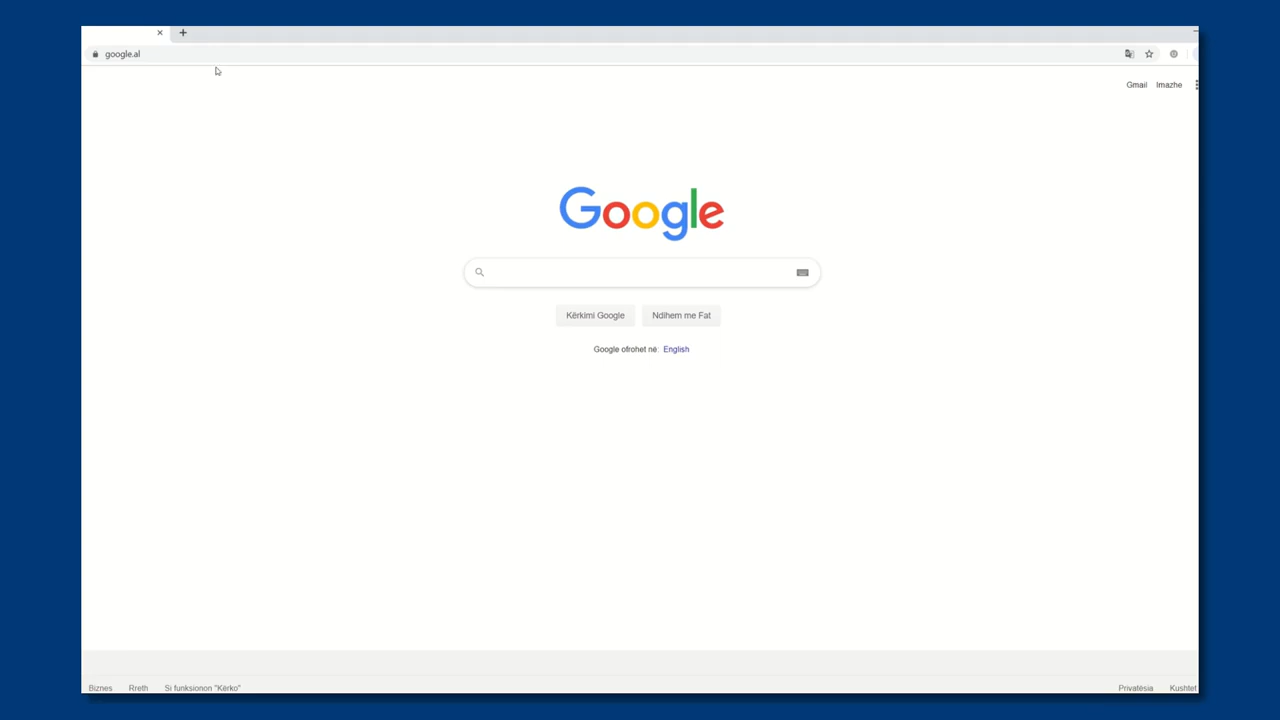 google.al
Gmail Imazhe
Google
Kërkimi Google Ndihem me Fat
Google ofrohet në: English
Biznes Rreth Si funksionon "Kërko" Privatësia Kushtet